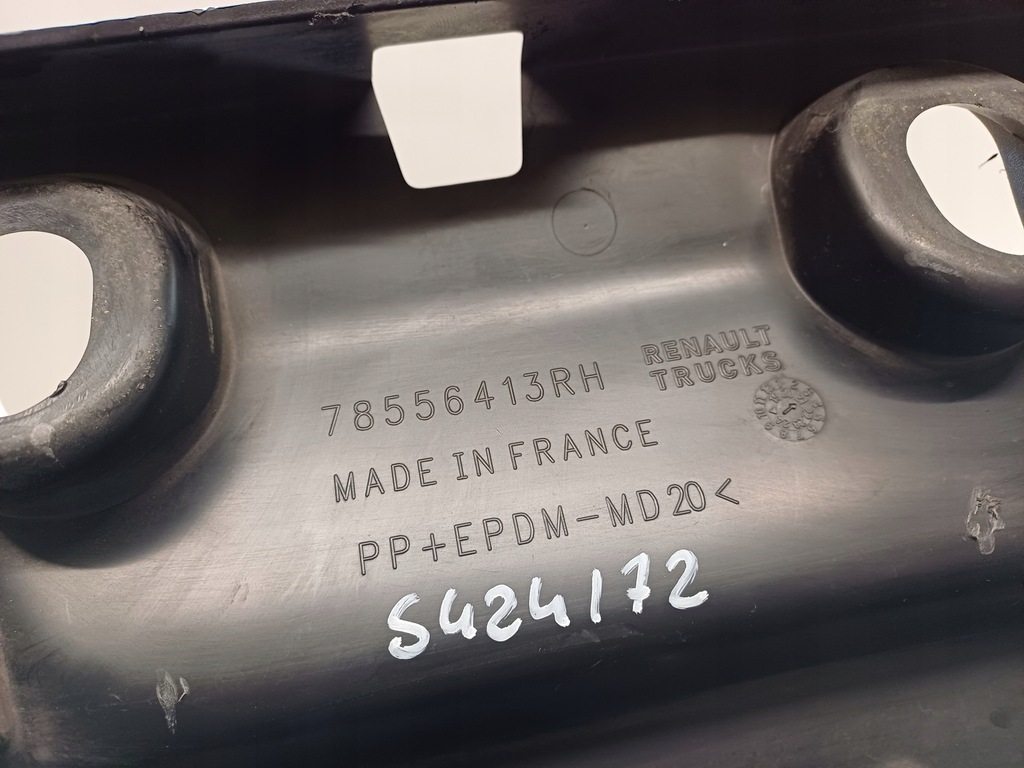 78556413RH
RENAULT
TRUCKS
MADE IN FRANCE
PP+EPDM-MD20<
S424172